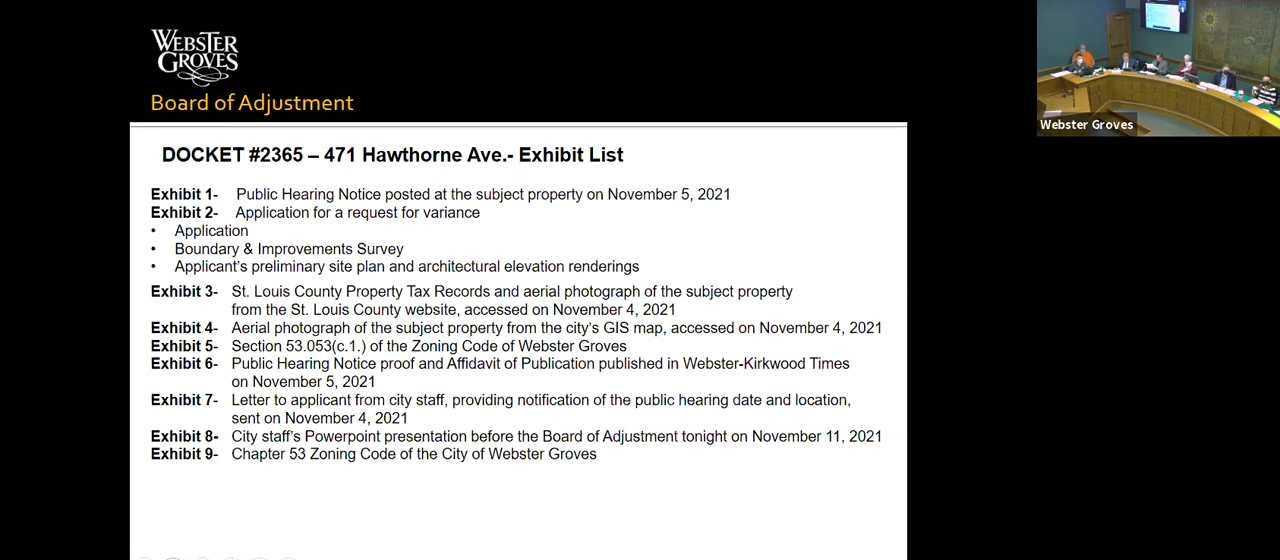 WEBSTER
GROVES
Board of Adjustment
Webster Groves
DOCKET #2365 – 471 Hawthorne Ave.- Exhibit List
Exhibit 1- Public Hearing Notice posted at the subject property on November 5, 2021
Exhibit 2- Application for a request for variance
• Application
• Boundary & Improvements Survey
• Applicant's preliminary site plan and architectural elevation renderings
Exhibit 3- St. Louis County Property Tax Records and aerial photograph of the subject property
from the St. Louis County website, accessed on November 4, 2021
Exhibit 4- Aerial photograph of the subject property from the city's GIS map, accessed on November 4, 2021
Exhibit 5- Section 53.053(c.1.) of the Zoning Code of Webster Groves
Exhibit 6- Public Hearing Notice proof and Affidavit of Publication published in Webster-Kirkwood Times
on November 5, 2021
Exhibit 7- Letter to applicant from city staff, providing notification of the public hearing date and location,
sent on November 4, 2021
Exhibit 8- City staff's Powerpoint presentation before the Board of Adjustment tonight on November 11, 2021
Exhibit 9- Chapter 53 Zoning Code of the City of Webster Groves